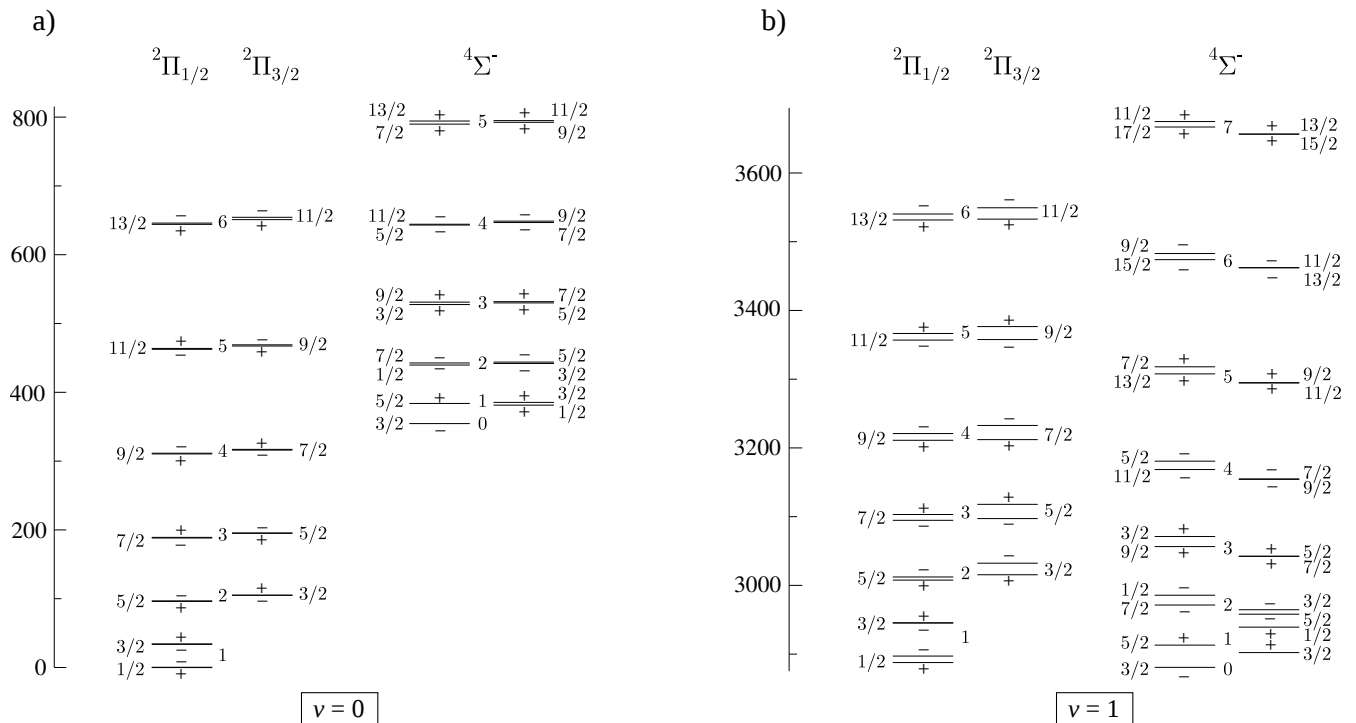 a)
²Π₁/₂ ²Π₃/₂ ⁴Σ⁻
800
600
400
200
0
13/2 + 5 + 11/2
7/2 + + 9/2
13/2 − 6 − 11/2
+ +
11/2 − 4 − 9/2
5/2 − − 7/2
9/2 + 3 + 7/2
3/2 + + 5/2
11/2 + 5 − 9/2
− +
7/2 − 2 − 5/2
1/2 − − 3/2
5/2 + 1 + 3/2
+ 1/2
3/2 − 0
9/2 − 4 + 7/2
+ −
7/2 + 3 − 5/2
− +
5/2 − 2 + 3/2
+ −
3/2 + 1
−
1/2 −
+
v = 0
b)
²Π₁/₂ ²Π₃/₂ ⁴Σ⁻
3600
3400
3200
3000
11/2 + 7 + 13/2
17/2 + + 15/2
13/2 − 6 − 11/2
+ +
9/2 − 6 − 11/2
15/2 − − 13/2
11/2 + 5 + 9/2
− −
7/2 + 5 + 9/2
13/2 + + 11/2
9/2 − 4 − 7/2
+ +
5/2 − 4 − 7/2
11/2 − − 9/2
7/2 + 3 + 5/2
− −
3/2 + 3 + 5/2
9/2 + + 7/2
5/2 − 2 − 3/2
+ +
1/2 − 2 − 3/2
7/2 − − 5/2
3/2 + 1
−
5/2 + 1 + 1/2
+ 3/2
1/2 −
+
3/2 − 0
v = 1